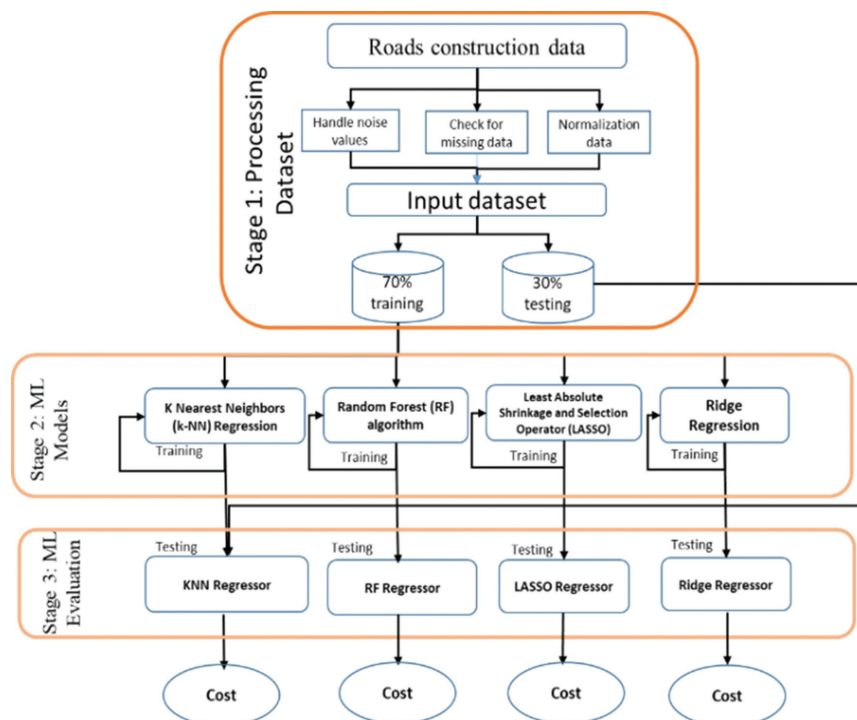 Roads construction data
Stage 1: Processing
Dataset
Handle noise
values
Check for
missing data
Normalization
data
Input dataset
70%
training
30%
testing
Stage 2: ML
Models
K Nearest Neighbors
(k-NN) Regression
Random Forest (RF)
algorithm
Least Absolute
Shrinkage and Selection
Operator (LASSO)
Ridge
Regression
Training
Training
Training
Training
Stage 3: ML
Evaluation
Testing
Testing
Testing
Testing
KNN Regressor
RF Regressor
LASSO Regressor
Ridge Regressor
Cost
Cost
Cost
Cost